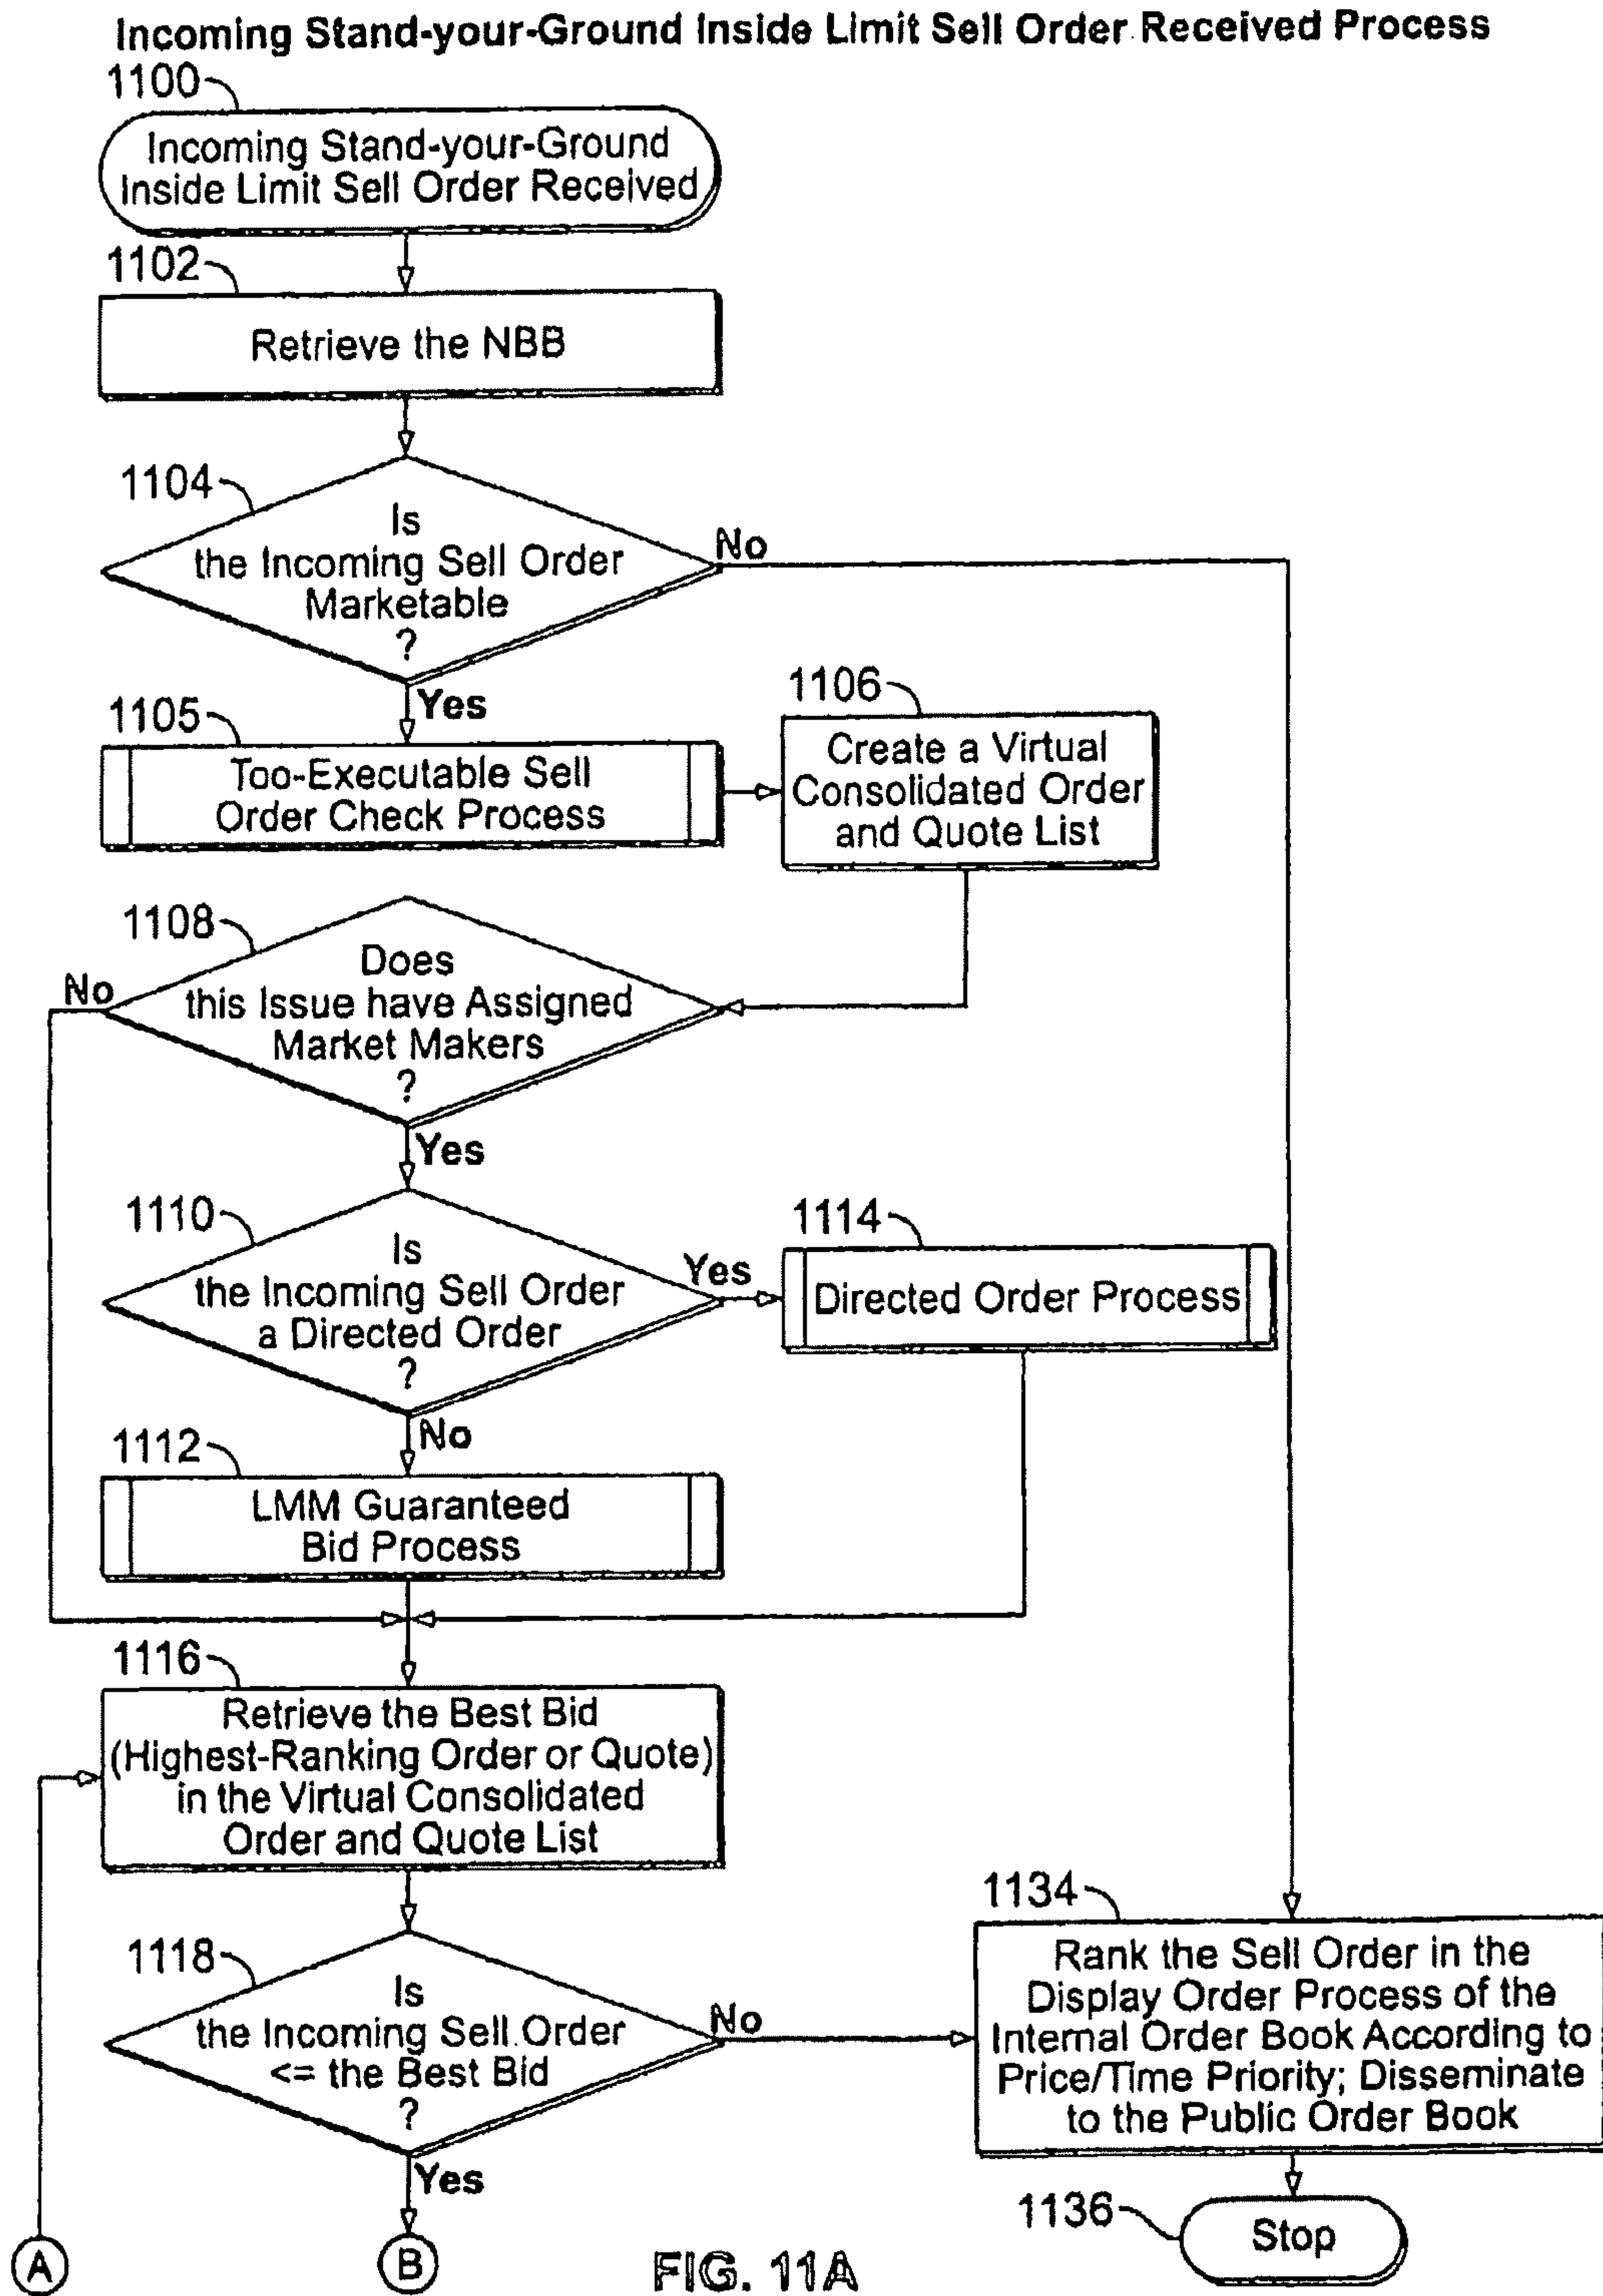 Incoming Stand-your-Ground Inside Limit Sell Order Received Process
1100
Incoming Stand-your-Ground
Inside Limit Sell Order Received
1102
Retrieve the NBB
1104
Is
the Incoming Sell Order
Marketable
?
No
Yes
1105
Too-Executable Sell
Order Check Process
1106
Create a Virtual
Consolidated Order
and Quote List
1108
Does
this Issue have Assigned
Market Makers
?
No
Yes
1110
Is
the Incoming Sell Order
a Directed Order
?
Yes
1114
Directed Order Process
No
1112
LMM Guaranteed
Bid Process
1116
Retrieve the Best Bid
(Highest-Ranking Order or Quote)
in the Virtual Consolidated
Order and Quote List
1118
Is
the Incoming Sell Order
<= the Best Bid
?
No
Yes
1134
Rank the Sell Order in the
Display Order Process of the
Internal Order Book According to
Price/Time Priority; Disseminate
to the Public Order Book
1136
Stop
A
B
FIG. 11A